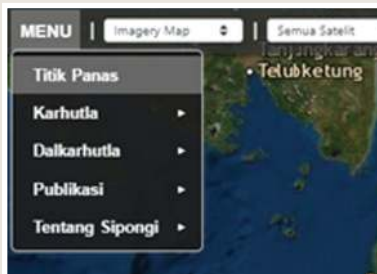 MENU | Imagery Map | Semua Satelit
Tanjungkarang
Telukbetung
Titik Panas
Karhutla
Dalkarhutla
Publikasi
Tentang Sipongi